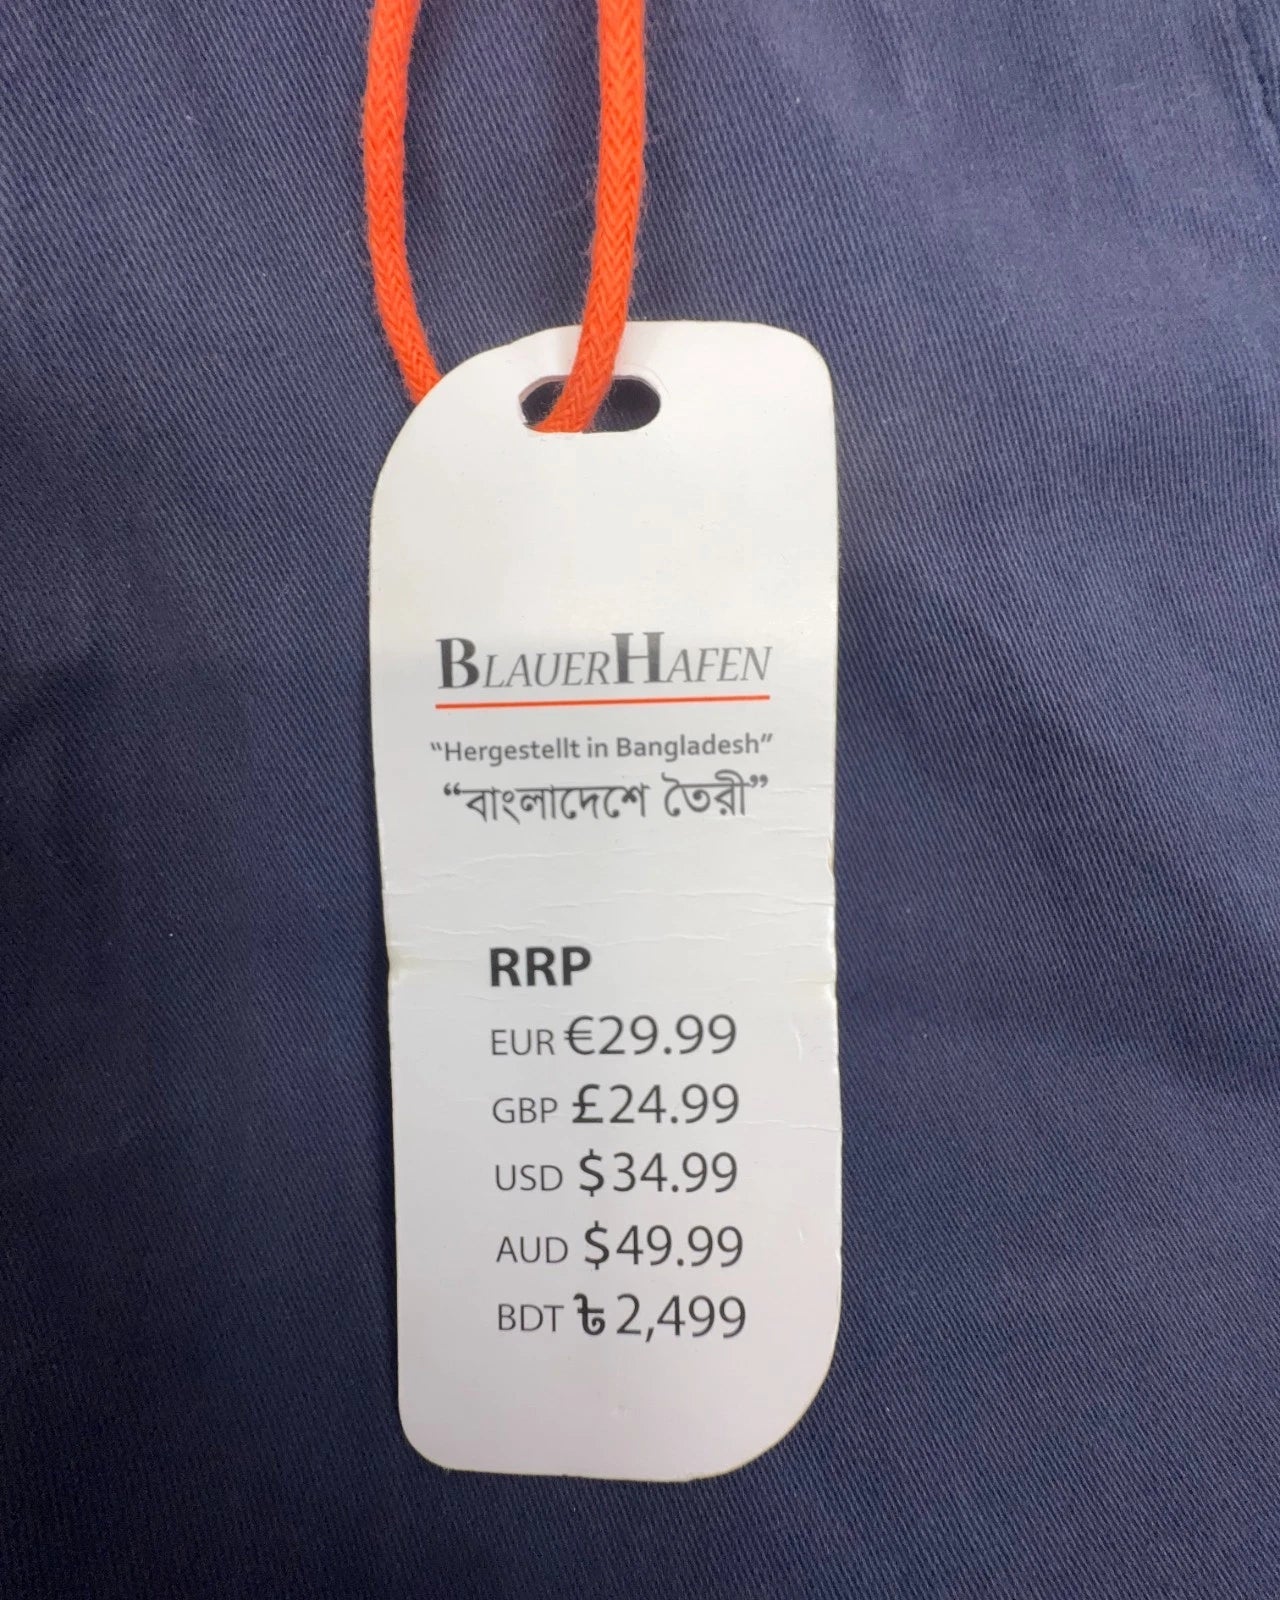 BLAUERHAFEN
“Hergestellt in Bangladesh”
“বাংলাদেশে তৈরী”
RRP
EUR €29.99
GBP £24.99
USD $34.99
AUD $49.99
BDT ৳ 2,499